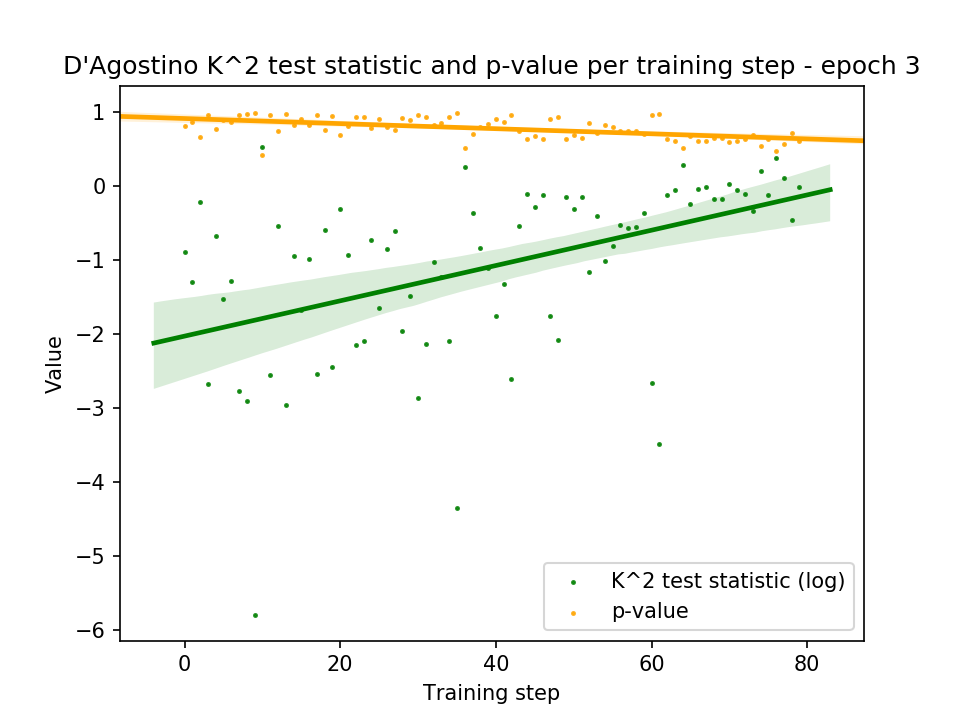 D'Agostino K^2 test statistic and p-value per training step - epoch 3
1
0
−1
−2
−3
−4
−5
−6
Value
0
20
40
60
80
Training step
K^2 test statistic (log)
p-value